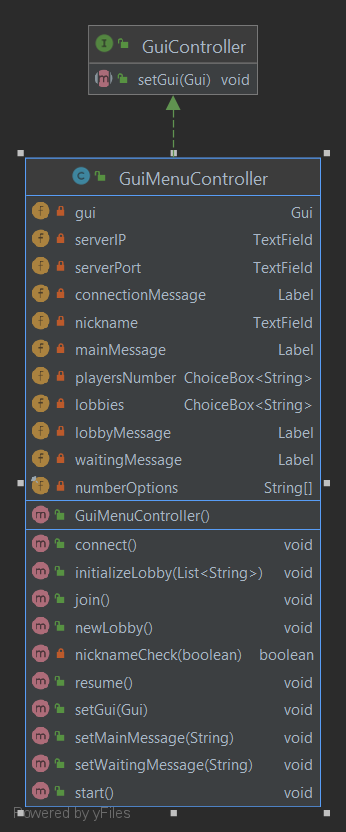 GuiController
setGui(Gui) void
GuiMenuController
gui Gui
serverIP TextField
serverPort TextField
connectionMessage Label
nickname TextField
mainMessage Label
playersNumber ChoiceBox<String>
lobbies ChoiceBox<String>
lobbyMessage Label
waitingMessage Label
numberOptions String[]
GuiMenuController()
connect() void
initializeLobby(List<String>) void
join() void
newLobby() void
nicknameCheck(boolean) boolean
resume() void
setGui(Gui) void
setMainMessage(String) void
setWaitingMessage(String) void
start() void
Powered by yFiles